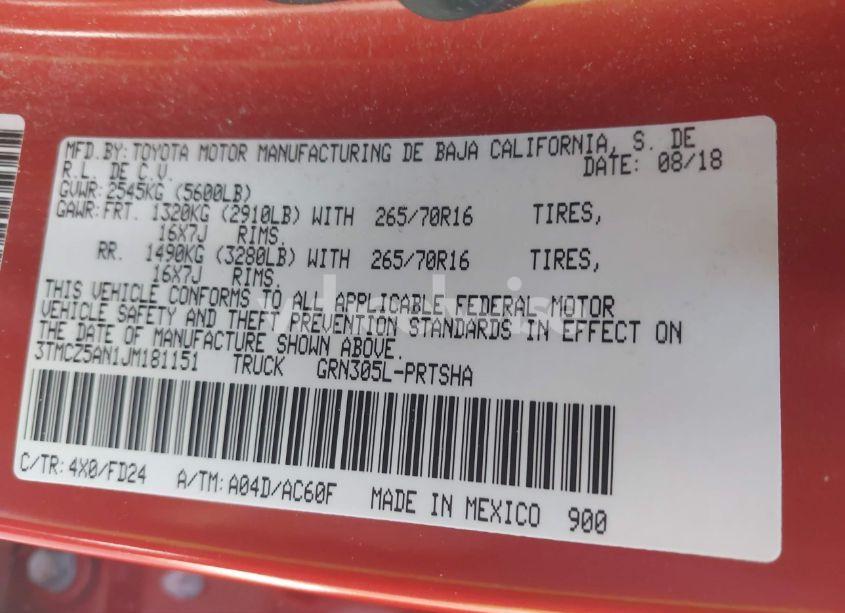 MFD.BY: TOYOTA MOTOR MANUFACTURING DE BAJA CALIFORNIA, S. DE
R.L. DE C.V. DATE: 08/18
GVWR: 2545KG (5600LB)
GAWR: FRT. 1320KG (2910LB) WITH 265/70R16 TIRES,
16X7J RIMS.
RR. 1490KG (3280LB) WITH 265/70R16 TIRES,
16X7J RIMS.
THIS VEHICLE CONFORMS TO ALL APPLICABLE FEDERAL MOTOR
VEHICLE SAFETY AND THEFT PREVENTION STANDARDS IN EFFECT ON
THE DATE OF MANUFACTURE SHOWN ABOVE.
3TMCZ5AN1JM181151 TRUCK GRN305L-PRTSHA
C/TR: 4X0/FD24 A/TM: A04D/AC60F MADE IN MEXICO 900